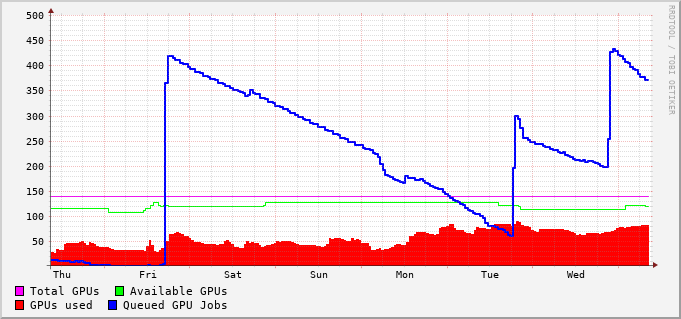 500
450
400
350
300
250
200
150
100
50
Thu Fri Sat Sun Mon Tue Wed
Total GPUs Available GPUs
GPUs used Queued GPU Jobs
RRDTOOL / TOBI OETIKER